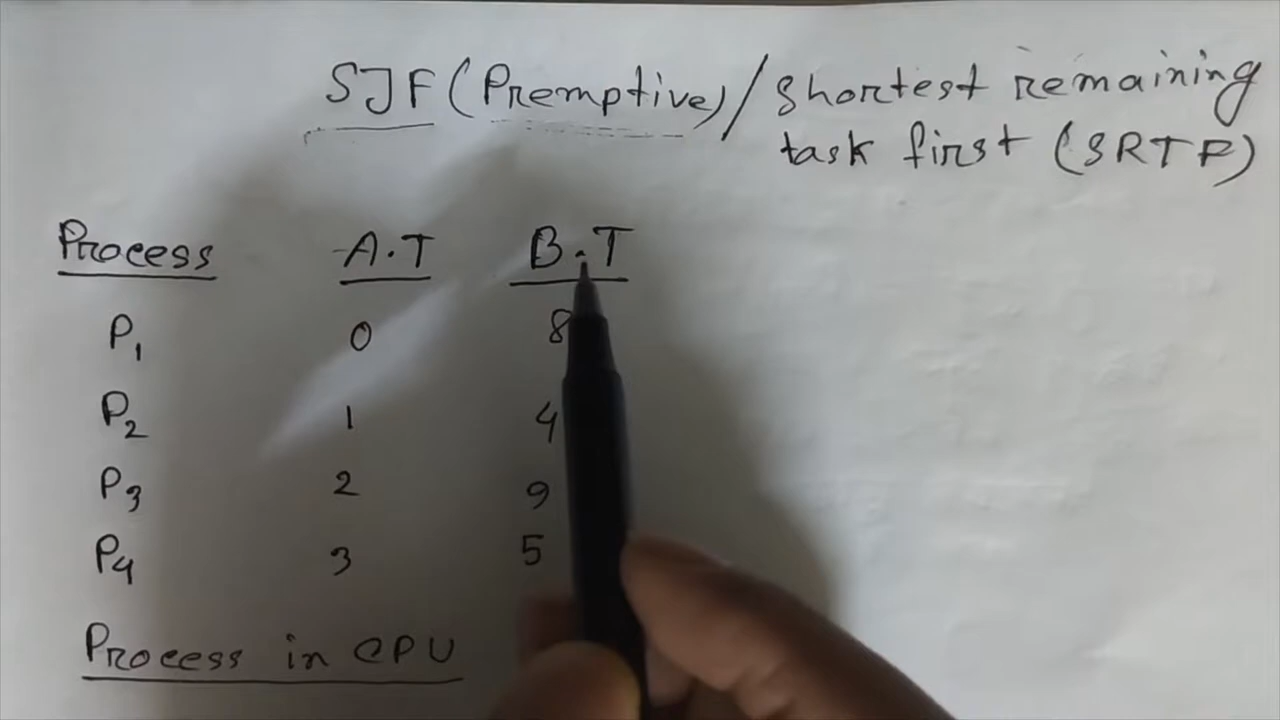 SJF (Premptive) / Shortest remaining
task first (SRTF)
Process A.T B.T
P1 0 8
P2 1 4
P3 2 9
P4 3 5
Process in CPU